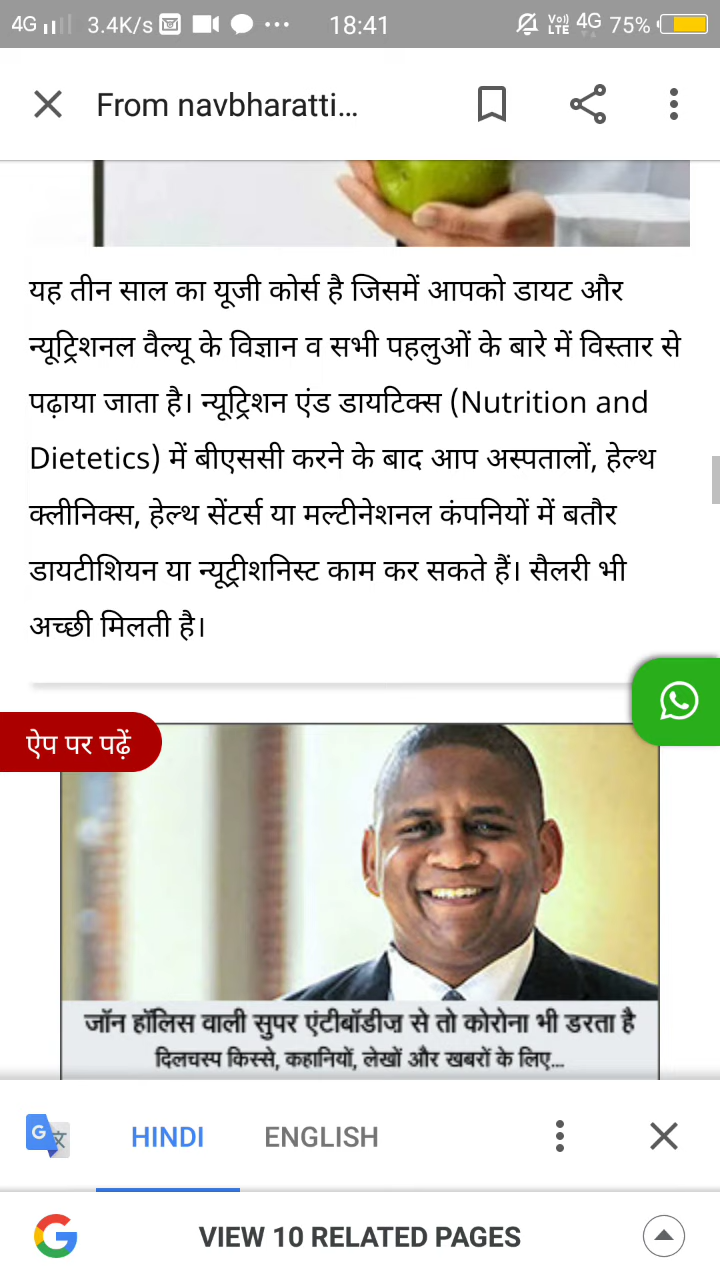 4G 3.4K/s 18:41 Vo)) LTE 4G 75%
From navbharatti...
यह तीन साल का यूजी कोर्स है जिसमें आपको डायट और
न्यूट्रिशनल वैल्यू के विज्ञान व सभी पहलुओं के बारे में विस्तार से
पढ़ाया जाता है। न्यूट्रिशन एंड डायटिक्स (Nutrition and
Dietetics) में बीएससी करने के बाद आप अस्पतालों, हेल्थ
क्लीनिक्स, हेल्थ सेंटर्स या मल्टीनेशनल कंपनियों में बतौर
डायटीशियन या न्यूट्रीशनिस्ट काम कर सकते हैं। सैलरी भी
अच्छी मिलती है।
ऐप पर पढ़ें
जॉन हॉलिस वाली सुपर एंटीबॉडीज से तो कोरोना भी डरता है
दिलचस्प किस्से, कहानियों, लेखों और खबरों के लिए...
HINDI ENGLISH
VIEW 10 RELATED PAGES